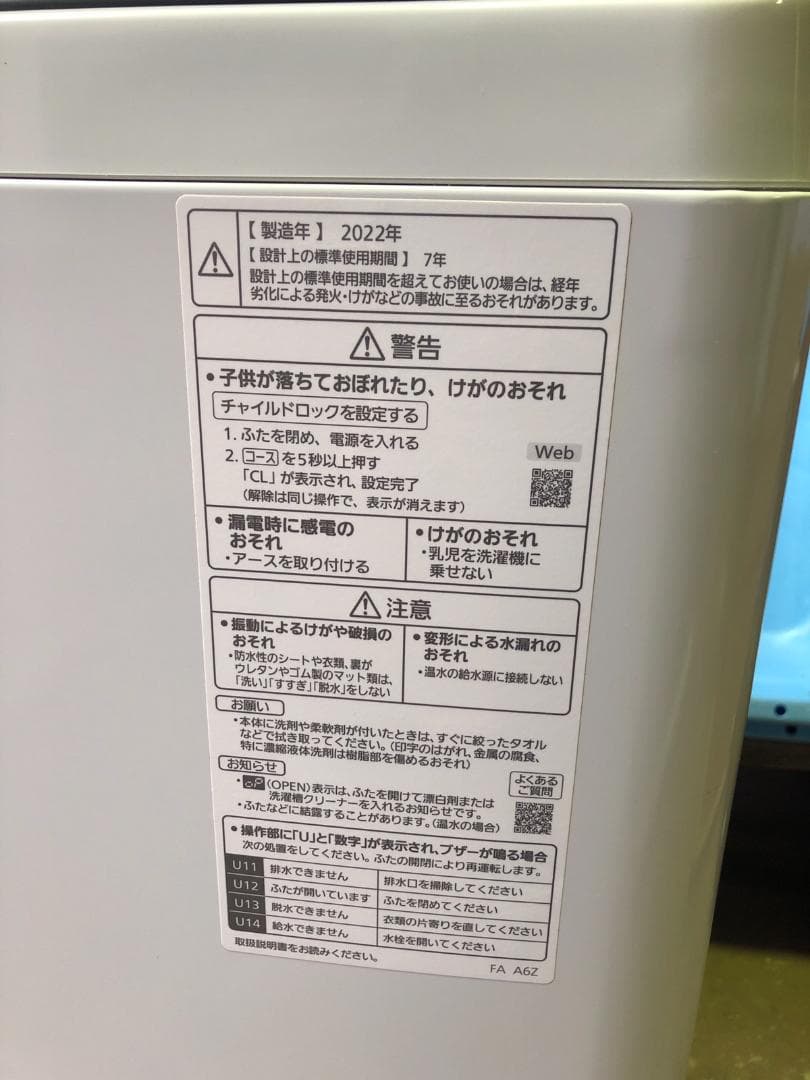 【製造年】 2022年
【設計上の標準使用期間】 7年
設計上の標準使用期間を超えてお使いの場合は、経年
劣化による発火・けがなどの事故に至るおそれがあります。
警告
・子供が落ちておぼれたり、けがのおそれ
チャイルドロックを設定する
1. ふたを閉め、電源を入れる
2. コースを5秒以上押す
「CL」が表示され、設定完了
（解除は同じ操作で、表示が消えます）
Web
・漏電時に感電の
おそれ
・アースを取り付ける
・けがのおそれ
・乳児を洗濯機に
乗せない
注意
・振動によるけがや破損の
おそれ
・防水性のシートや衣類、裏が
ウレタンやゴム製のマット類は、
「洗い」「すすぎ」「脱水」をしない
・変形による水漏れの
おそれ
・温水の給水源に接続しない
お願い
・本体に洗剤や柔軟剤が付いたときは、すぐに絞ったタオル
などで拭き取ってください。（印字のはがれ、金属の腐食、
特に濃縮液体洗剤は樹脂部を傷めるおそれ）
お知らせ
・oP（OPEN）表示は、ふたを開けて漂白剤または
洗濯槽クリーナーを入れるお知らせです。
・ふたなどに結露することがあります。（温水の場合）
よくある
ご質問
・操作部に「U」と「数字」が表示され、ブザーが鳴る場合
次の処置をしてください。ふたの開閉により再運転します。
U11 排水できません 排水口を掃除してください
U12 ふたが開いています ふたを閉めてください
U13 脱水できません 衣類の片寄りを直してください
U14 給水できません 水栓を開いてください
取扱説明書をお読みください。
FA A6Z